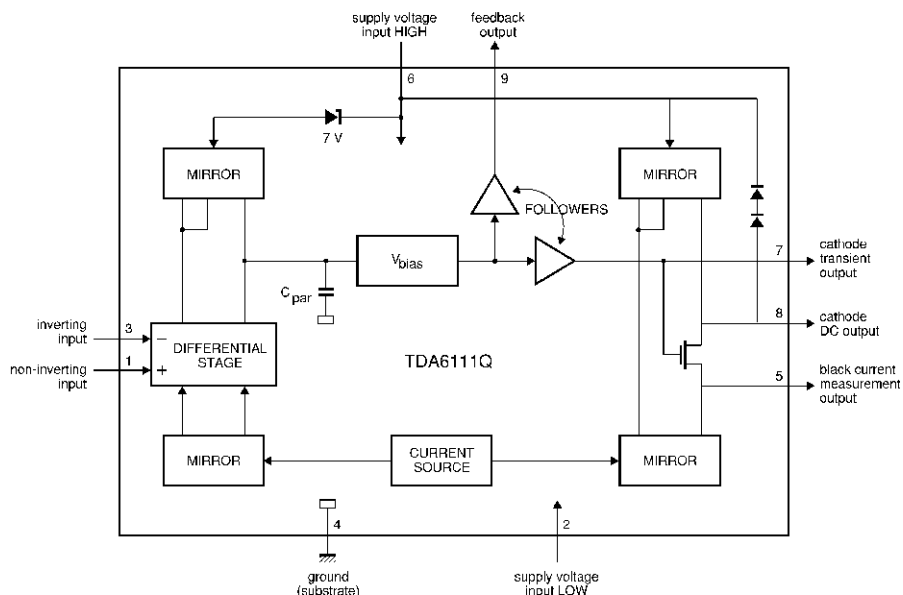 supply voltage
input HIGH
feedback
output
6
9
7 V
MIRROR
MIRROR
FOLLOWERS
Vbias
Cpar
7
cathode
transient
output
inverting
input
3
−
DIFFERENTIAL
STAGE
non-inverting
input
1
+
TDA6111Q
8
cathode
DC output
5
black current
measurement
output
MIRROR
CURRENT
SOURCE
MIRROR
4
2
ground
(substrate)
supply voltage
input LOW